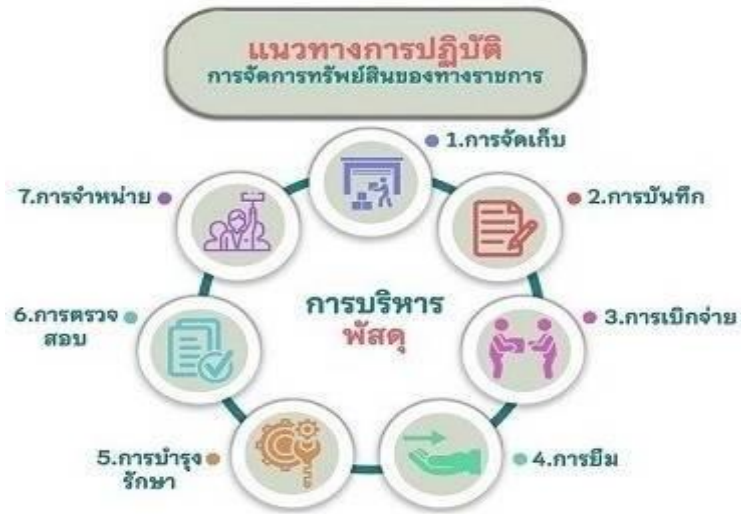 แนวทางการปฏิบัติ
การจัดการทรัพย์สินของทางราชการ
1.การจัดเก็บ
2.การบันทึก
3.การเบิกจ่าย
4.การยืม
5.การบำรุง
รักษา
6.การตรวจ
สอบ
7.การจำหน่าย
การบริหาร
พัสดุ